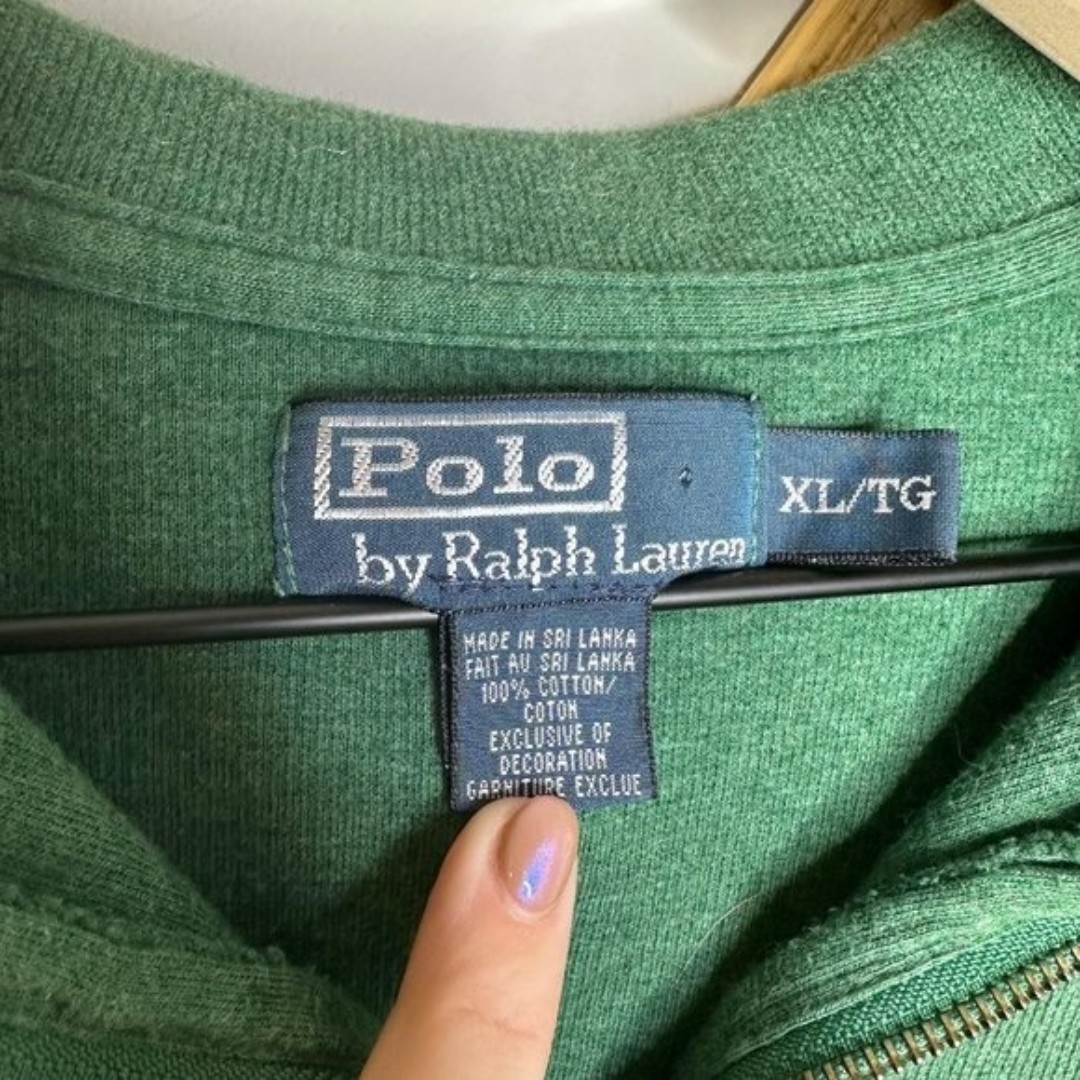 Polo
by Ralph Lauren
XL/TG
MADE IN SRI LANKA
FAIT AU SRI LANKA
100% COTTON/
COTON
EXCLUSIVE OF
DECORATION
GARNITURE EXCLUE